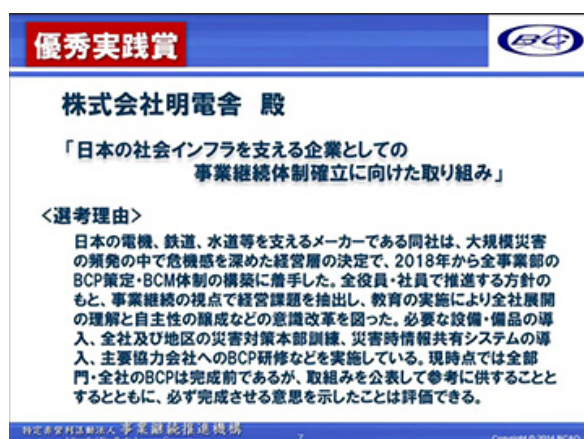 優秀実践賞
BC
株式会社明電舎 殿
「日本の社会インフラを支える企業としての
事業継続体制確立に向けた取り組み」
<選考理由>
日本の電機、鉄道、水道等を支えるメーカーである同社は、大規模災害
の頻発の中で危機感を深めた経営層の決定で、2018年から全事業部の
BCP策定・BCM体制の構築に着手した。全役員・社員で推進する方針の
もと、事業継続の視点で経営課題を抽出し、教育の実施により全社展開
の理解と自主性の醸成などの意識改革を図った。必要な設備・備品の導
入、全社及び地区の災害対策本部訓練、災害時情報共有システムの導
入、主要協力会社へのBCP研修などを実施している。現時点では全部
門・全社のBCPは完成前であるが、取組みを公表して参考に供することと
するとともに、必ず完成させる意思を示したことは評価できる。
特定非営利活動法人 事業継続推進機構
7
Copyright © 2014 BCAO